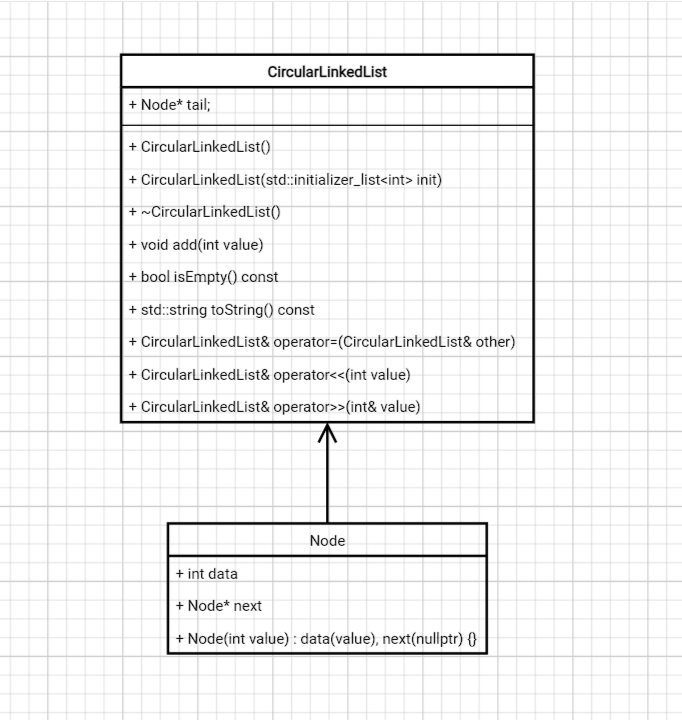 CircularLinkedList
+ Node* tail;
+ CircularLinkedList()
+ CircularLinkedList(std::initializer_list<int> init)
+ ~CircularLinkedList()
+ void add(int value)
+ bool isEmpty() const
+ std::string toString() const
+ CircularLinkedList& operator=(CircularLinkedList& other)
+ CircularLinkedList& operator<<(int value)
+ CircularLinkedList& operator>>(int& value)
Node
+ int data
+ Node* next
+ Node(int value) : data(value), next(nullptr) {}